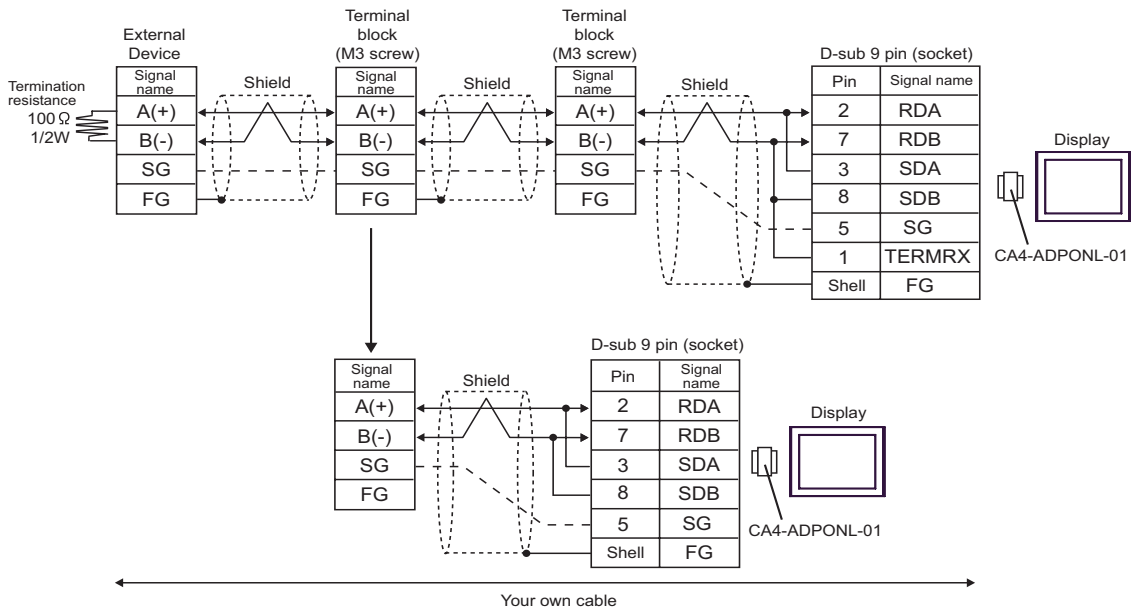 External
Device
Terminal
block
(M3 screw)
Terminal
block
(M3 screw)
D-sub 9 pin (socket)
Termination
resistance
100 Ω
1/2W
Signal
name
A(+)
B(-)
SG
FG
Shield
Signal
name
A(+)
B(-)
SG
FG
Shield
Signal
name
A(+)
B(-)
SG
FG
Shield
Pin Signal name
2 RDA
7 RDB
3 SDA
8 SDB
5 SG
1 TERMRX
Shell FG
Display
CA4-ADPONL-01
D-sub 9 pin (socket)
Signal
name
A(+)
B(-)
SG
FG
Shield
Pin Signal
name
2 RDA
7 RDB
3 SDA
8 SDB
5 SG
Shell FG
Display
CA4-ADPONL-01
Your own cable